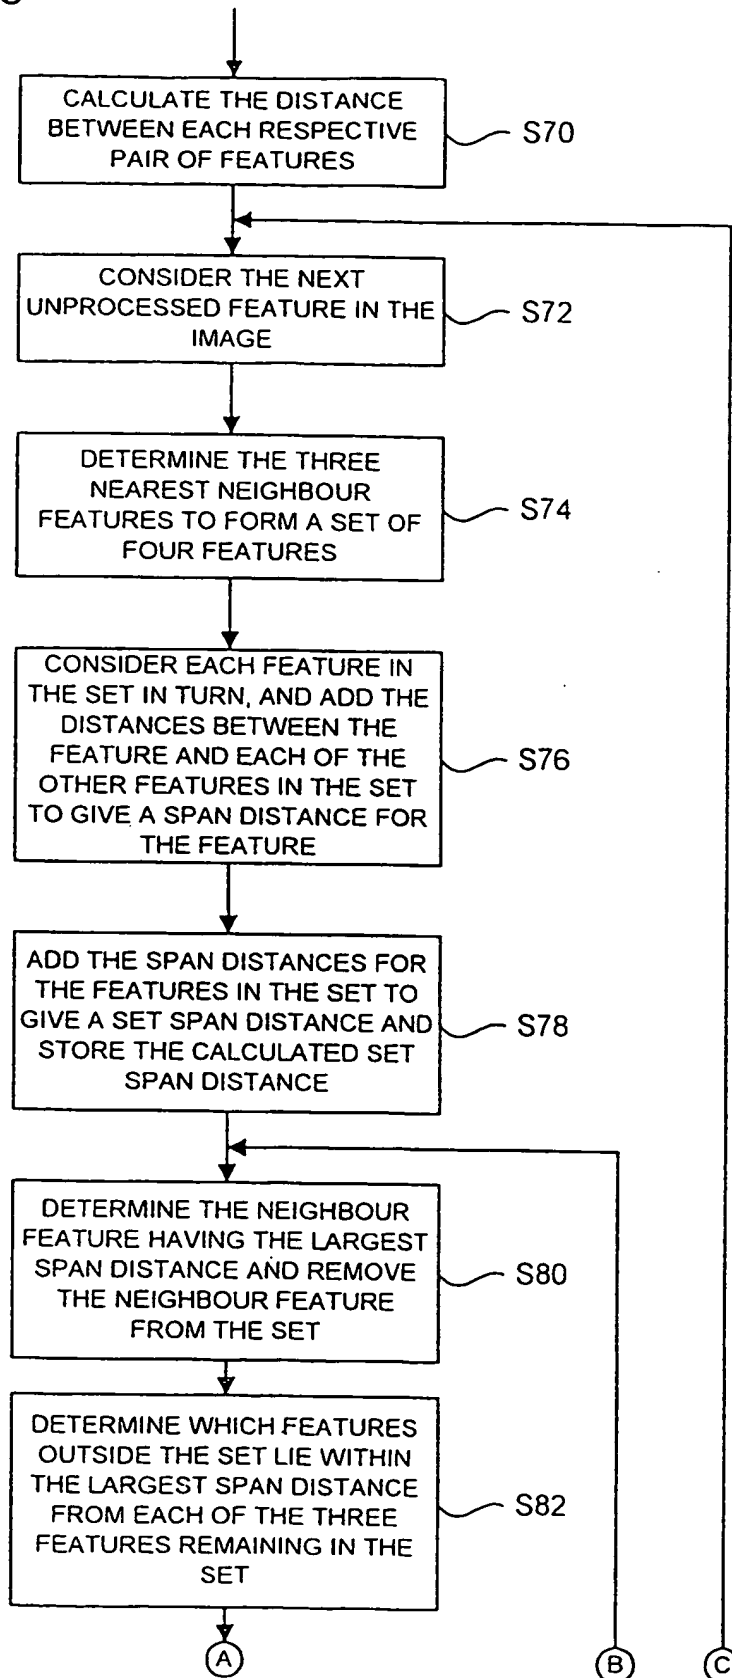 CALCULATE THE DISTANCE
BETWEEN EACH RESPECTIVE
PAIR OF FEATURES
S70
CONSIDER THE NEXT
UNPROCESSED FEATURE IN THE
IMAGE
S72
DETERMINE THE THREE
NEAREST NEIGHBOUR
FEATURES TO FORM A SET OF
FOUR FEATURES
S74
CONSIDER EACH FEATURE IN
THE SET IN TURN, AND ADD THE
DISTANCES BETWEEN THE
FEATURE AND EACH OF THE
OTHER FEATURES IN THE SET
TO GIVE A SPAN DISTANCE FOR
THE FEATURE
S76
ADD THE SPAN DISTANCES FOR
THE FEATURES IN THE SET TO
GIVE A SET SPAN DISTANCE AND
STORE THE CALCULATED SET
SPAN DISTANCE
S78
DETERMINE THE NEIGHBOUR
FEATURE HAVING THE LARGEST
SPAN DISTANCE AND REMOVE
THE NEIGHBOUR FEATURE
FROM THE SET
S80
DETERMINE WHICH FEATURES
OUTSIDE THE SET LIE WITHIN
THE LARGEST SPAN DISTANCE
FROM EACH OF THE THREE
FEATURES REMAINING IN THE
SET
S82
A
B
C